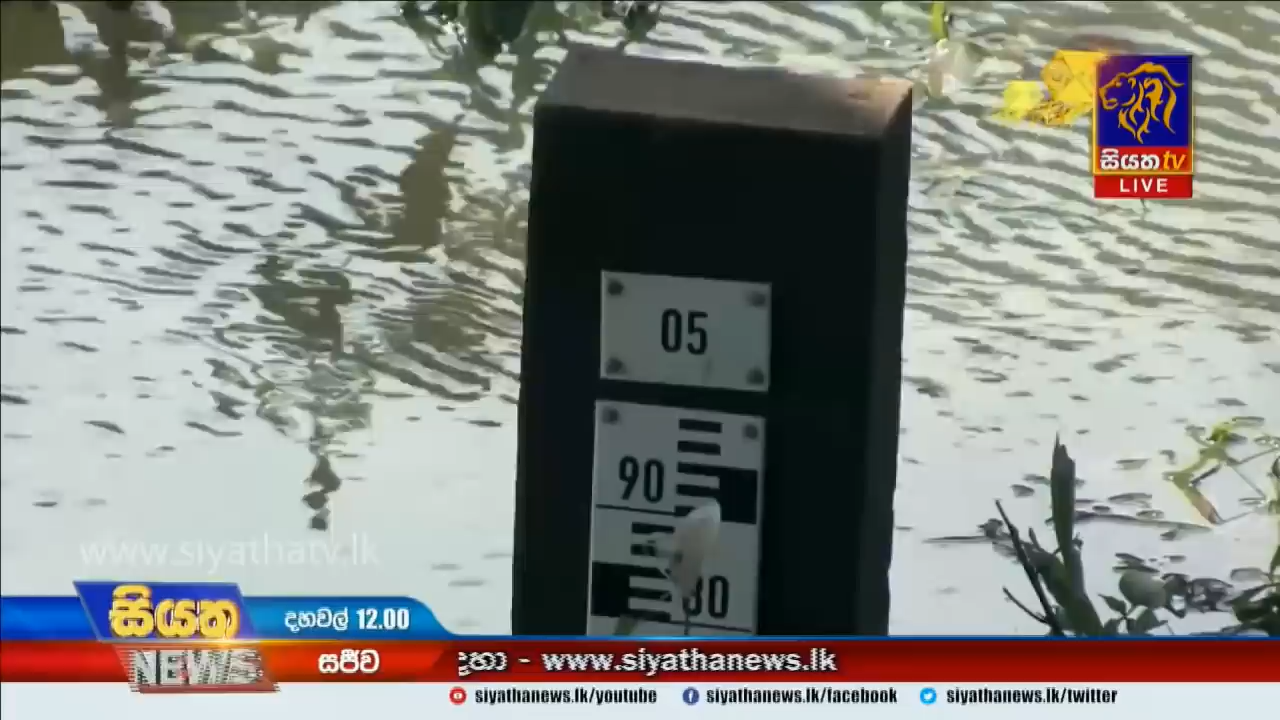 සියත tv
LIVE
05
90
80
www.siyathatv.lk
සියත
දහවල් 12.00
NEWS
සජීව
දහා - www.siyathanews.lk
siyathanews.lk/youtube
siyathanews.lk/facebook
siyathanews.lk/twitter